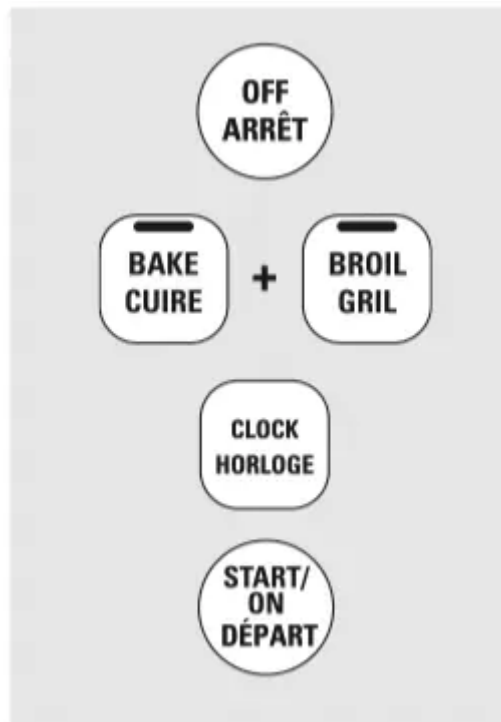 OFF
ARRÊT
BAKE
CUIRE
+
BROIL
GRIL
CLOCK
HORLOGE
START/
ON
DÉPART